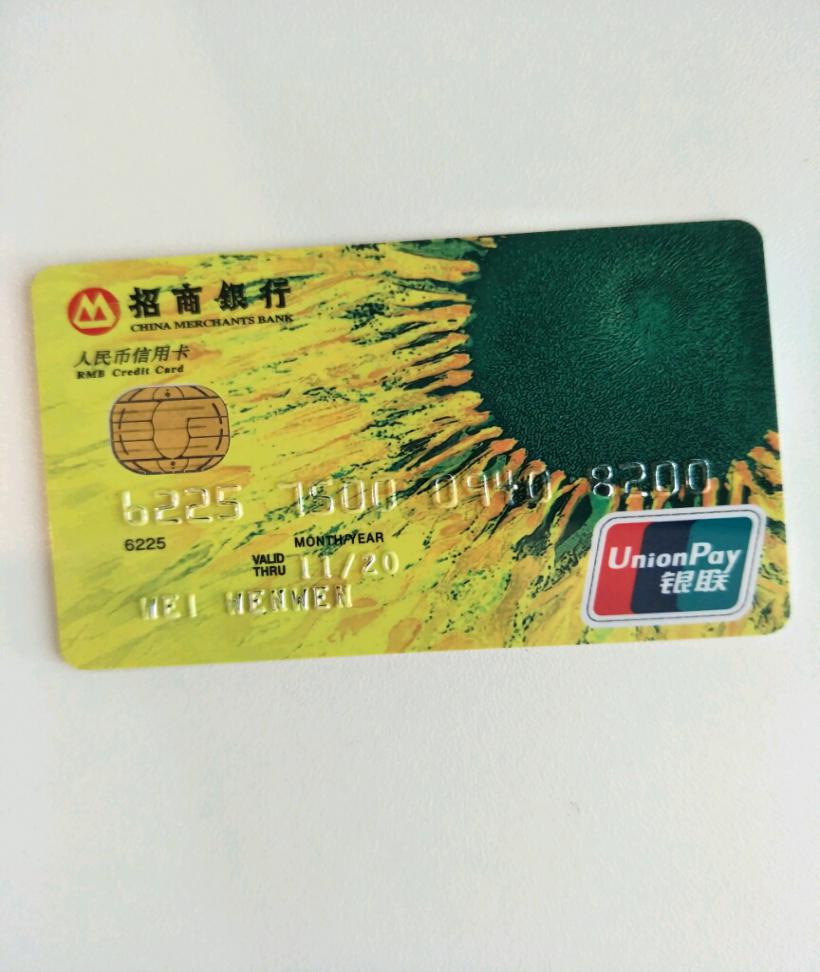 招商銀行
CHINA MERCHANTS BANK
人民币信用卡
RMB Credit Card
6225 7500 0940 8200
6225
MONTH/YEAR
VALID
THRU 11/20
WEI WENWEN
UnionPay
银联